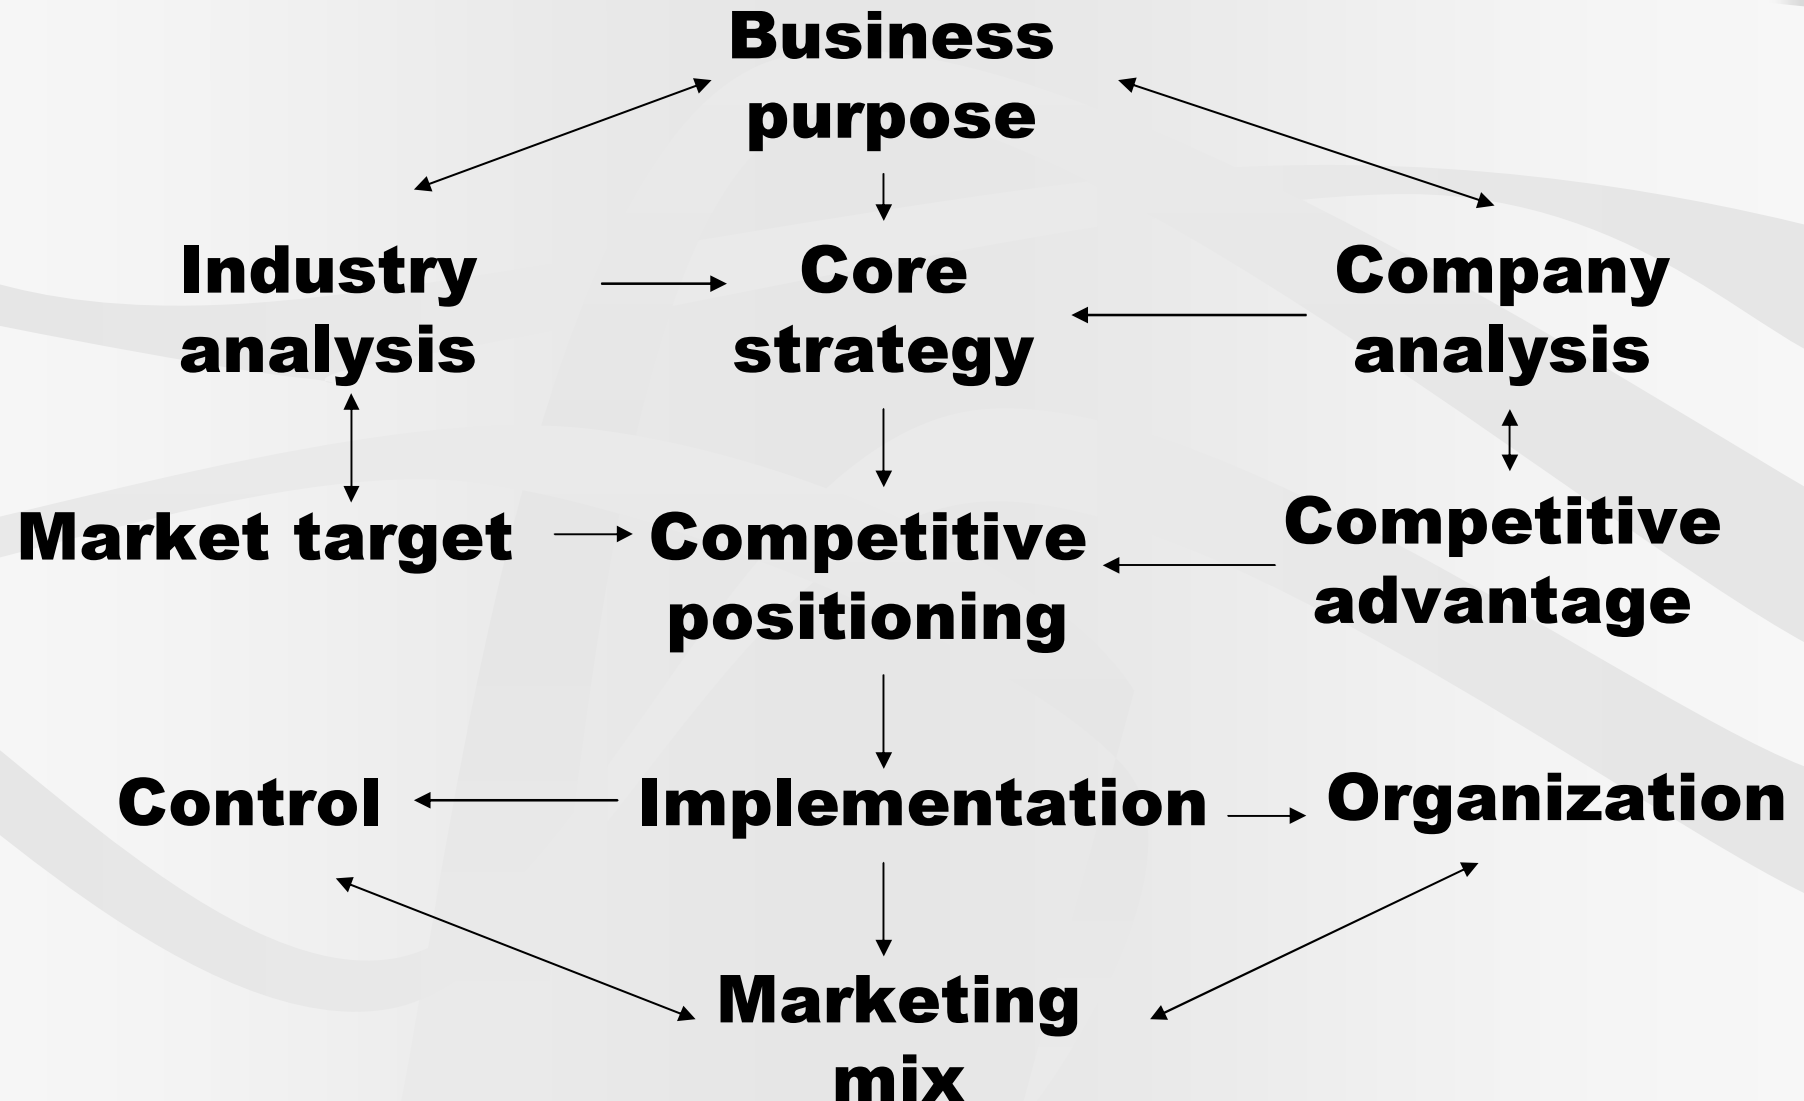 Business
purpose
Industry
analysis
Core
strategy
Company
analysis
Market target
Competitive
positioning
Competitive
advantage
Control
Implementation
Organization
Marketing
mix